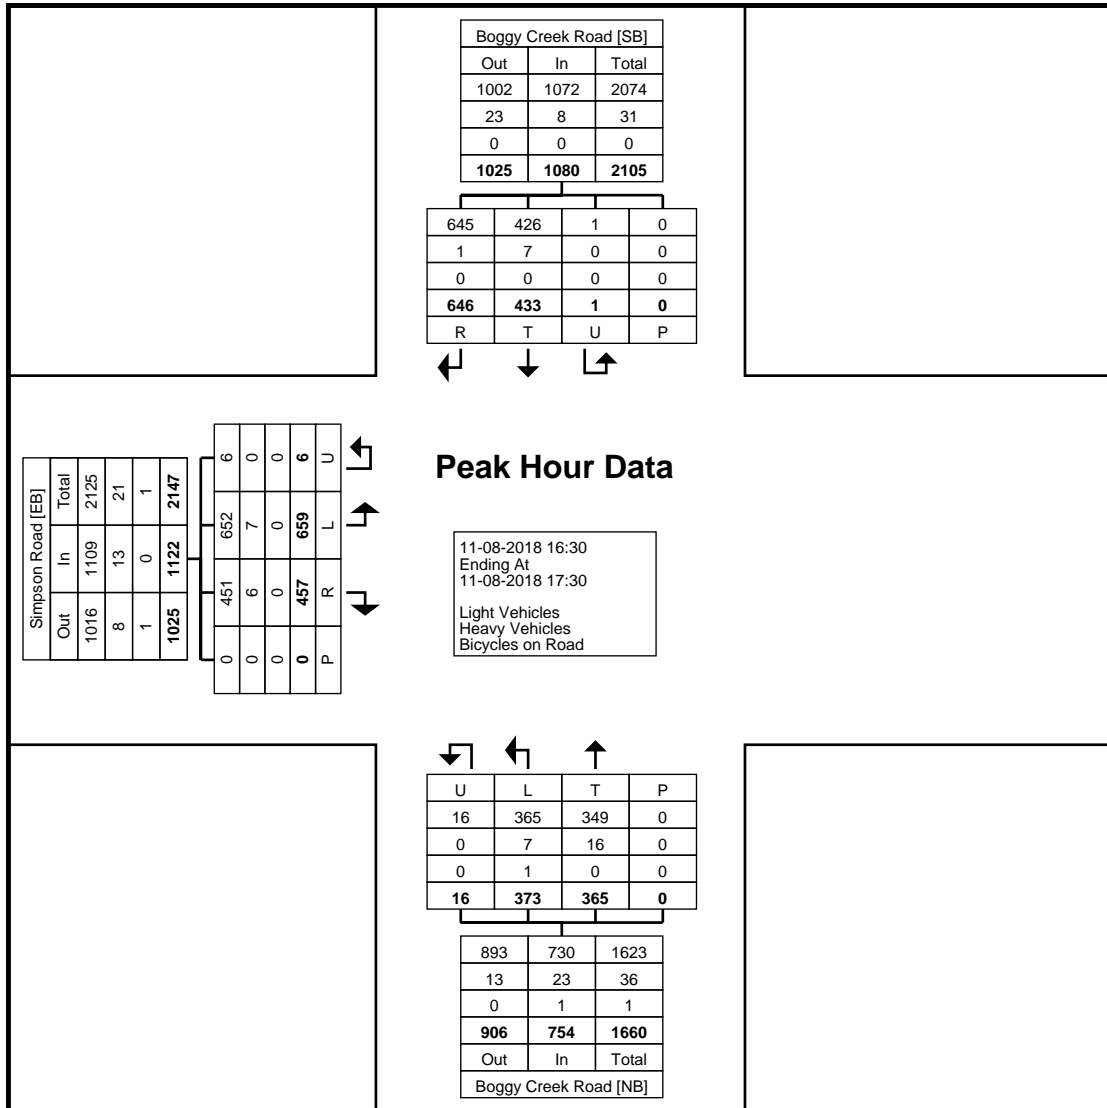 Boggy Creek Road [SB]
Out In Total
1002 1072 2074
23 8 31
0 0 0
1025 1080 2105
645 426 1 0
1 7 0 0
0 0 0 0
646 433 1 0
R T U P
Simpson Road [EB]
Out In Total
1016 1109 2125
8 13 21
1 0 1
1025 1122 2147
0 451 652 6
0 6 7 0
0 0 0 0
0 457 659 6
P R L U
Peak Hour Data
11-08-2018 16:30
Ending At
11-08-2018 17:30
Light Vehicles
Heavy Vehicles
Bicycles on Road
U L T P
16 365 349 0
0 7 16 0
0 1 0 0
16 373 365 0
893 730 1623
13 23 36
0 1 1
906 754 1660
Out In Total
Boggy Creek Road [NB]